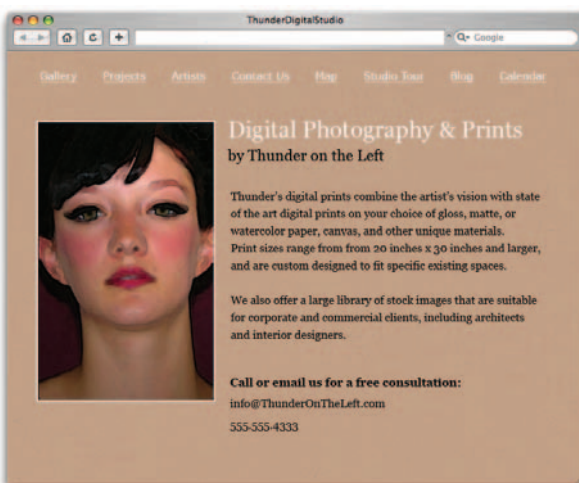 ThunderDigitalStudio
Google
Gallery Projects Artists Contact Us Map Studio Tour Blog Calendar
Digital Photography & Prints
by Thunder on the Left
Thunder's digital prints combine the artist's vision with state
of the art digital prints on your choice of gloss, matte, or
watercolor paper, canvas, and other unique materials.
Print sizes range from from 20 inches x 30 inches and larger,
and are custom designed to fit specific existing spaces.
We also offer a large library of stock images that are suitable
for corporate and commercial clients, including architects
and interior designers.
Call or email us for a free consultation:
info@ThunderOnTheLeft.com
555-555-4333